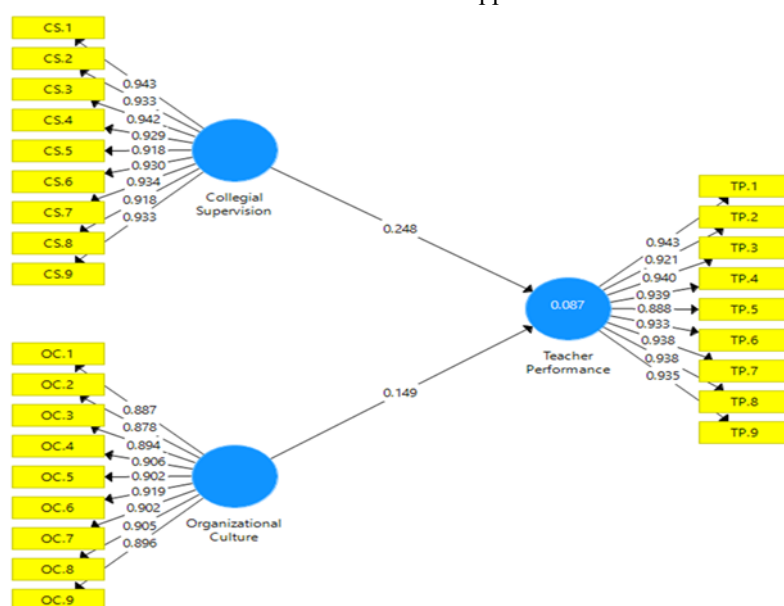 CS.1
CS.2
CS.3
CS.4
CS.5
CS.6
CS.7
CS.8
CS.9
0.943
0.933
0.942
0.929
0.918
0.930
0.934
0.918
0.933
Collegial
Supervision
0.248
OC.1
OC.2
OC.3
OC.4
OC.5
OC.6
OC.7
OC.8
OC.9
0.887
0.878
0.894
0.906
0.902
0.919
0.902
0.905
0.896
Organizational
Culture
0.149
0.087
Teacher
Performance
0.943
0.921
0.940
0.939
0.888
0.933
0.938
0.938
0.935
TP.1
TP.2
TP.3
TP.4
TP.5
TP.6
TP.7
TP.8
TP.9